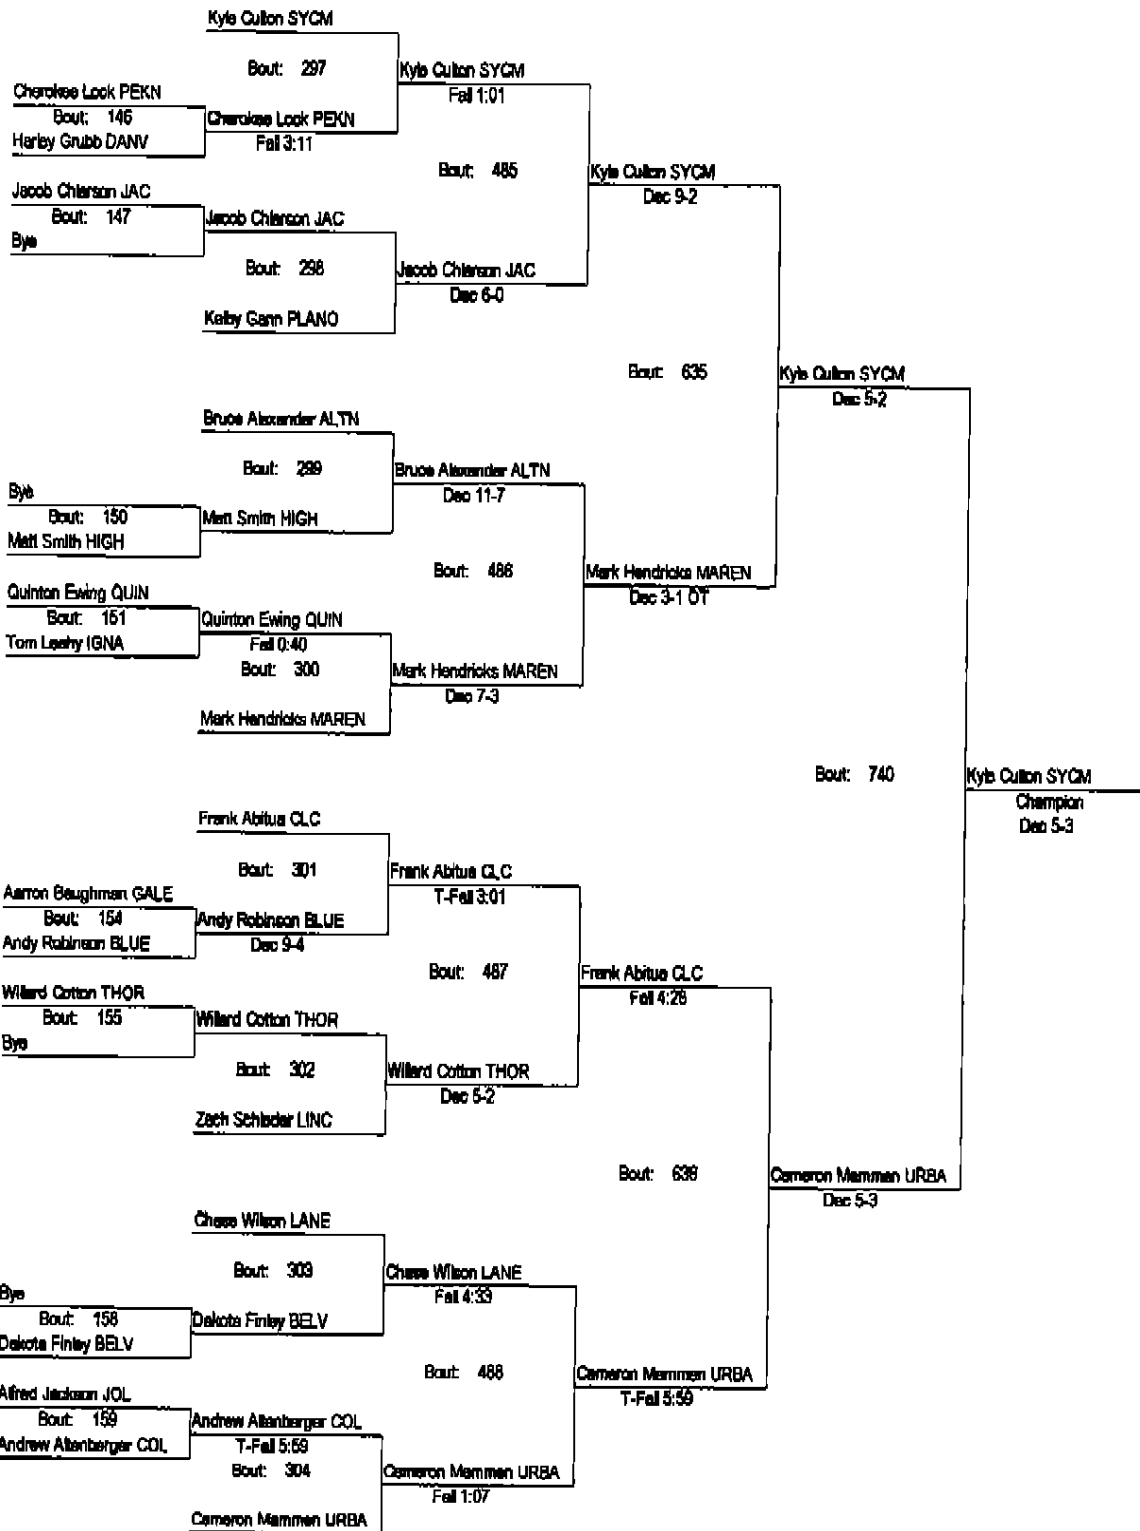 Kyle Culton SYCM
Bout: 297
Kyle Culton SYCM
Fall 1:01
Cherokee Lock PEKN
Bout: 146
Cherokee Lock PEKN
Harley Grubb DANV
Fall 3:11
Bout: 485
Kyle Culton SYCM
Dec 9-2
Jacob Chierson JAC
Bout: 147
Jacob Chierson JAC
Bye
Bout: 298
Jacob Chierson JAC
Dec 6-0
Kelby Gann PLANO
Bout: 635
Kyle Culton SYCM
Dec 5-2
Bruce Alexander ALTN
Bout: 299
Bruce Alexander ALTN
Dec 11-7
Bye
Bout: 150
Matt Smith HIGH
Matt Smith HIGH
Bout: 486
Mark Hendricks MAREN
Dec 3-1 OT
Quinton Ewing QUIN
Bout: 151
Quinton Ewing QUIN
Tom Leahy IGNA
Fall 0:40
Bout: 300
Mark Hendricks MAREN
Dec 7-3
Mark Hendricks MAREN
Bout: 740
Kyle Culton SYCM
Champion
Dec 5-3
Frank Abitua CLC
Bout: 301
Frank Abitua CLC
T-Fall 3:01
Aarron Baughman GALE
Bout: 154
Andy Robinson BLUE
Andy Robinson BLUE
Dec 9-4
Bout: 487
Frank Abitua CLC
Fall 4:28
Willard Cotton THOR
Bout: 155
Willard Cotton THOR
Bye
Bout: 302
Willard Cotton THOR
Dec 5-2
Zach Schleder LINC
Bout: 636
Cameron Mammen URBA
Dec 5-3
Chase Wilson LANE
Bout: 303
Chase Wilson LANE
Fall 4:33
Bye
Bout: 158
Dakota Finley BELV
Dakota Finley BELV
Bout: 488
Cameron Mammen URBA
T-Fall 5:59
Alfred Jackson JOL
Bout: 159
Andrew Altenberger COL
Andrew Altenberger COL
T-Fall 5:59
Bout: 304
Cameron Mammen URBA
Fall 1:07
Cameron Mammen URBA